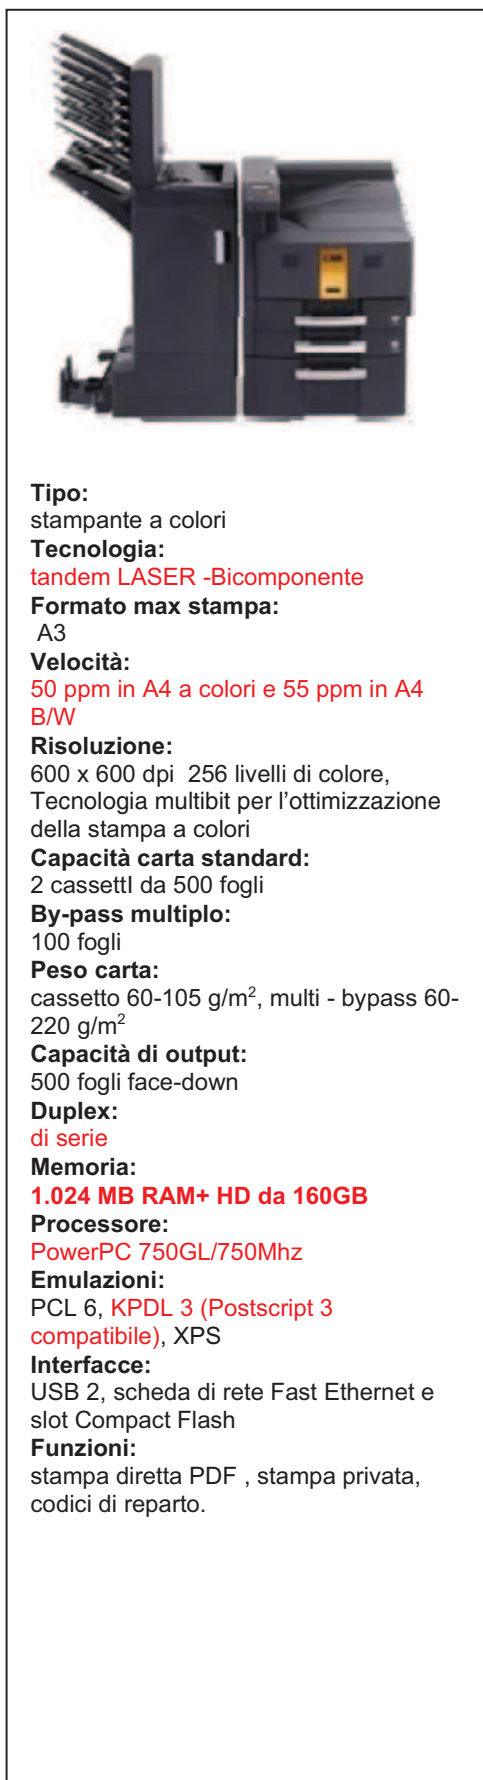 Tipo:
stampante a colori
Tecnologia:
tandem LASER -Bicomponente
Formato max stampa:
A3
Velocità:
50 ppm in A4 a colori e 55 ppm in A4
B/W
Risoluzione:
600 x 600 dpi  256 livelli di colore,
Tecnologia multibit per l’ottimizzazione
della stampa a colori
Capacità carta standard:
2 cassettI da 500 fogli
By-pass multiplo:
100 fogli
Peso carta:
cassetto 60-105 g/m², multi - bypass 60-
220 g/m²
Capacità di output:
500 fogli face-down
Duplex:
di serie
Memoria:
1.024 MB RAM+ HD da 160GB
Processore:
PowerPC 750GL/750Mhz
Emulazioni:
PCL 6, KPDL 3 (Postscript 3
compatibile), XPS
Interfacce:
USB 2, scheda di rete Fast Ethernet e
slot Compact Flash
Funzioni:
stampa diretta PDF , stampa privata,
codici di reparto.